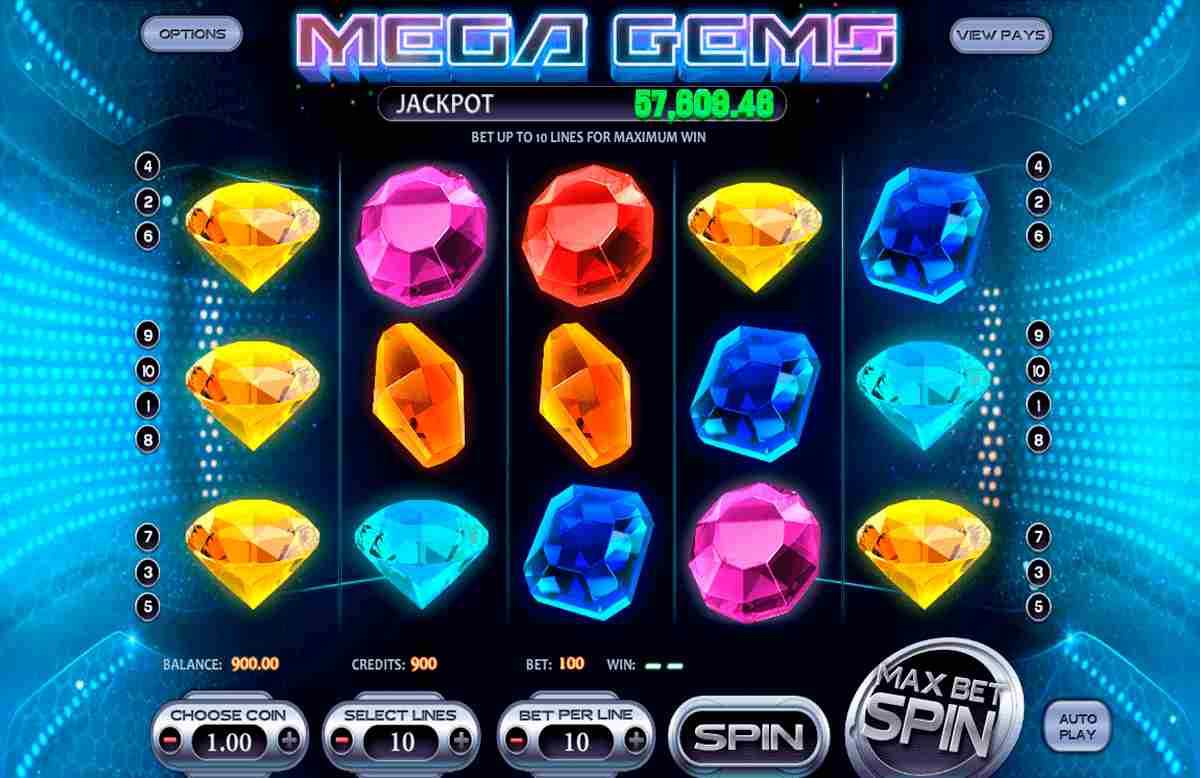 OPTIONS
MEGA GEMS
VIEW PAYS
JACKPOT 57,609.46
BET UP TO 10 LINES FOR MAXIMUM WIN
4 4
2 2
6 6
9 9
10 10
1 1
8 8
7 7
3 3
5 5
BALANCE: 900.00 CREDITS: 900 BET: 100 WIN: – –
CHOOSE COIN SELECT LINES BET PER LINE
- 1.00 + - 10 + - 10 +
SPIN
MAX BET
SPIN
AUTO
PLAY